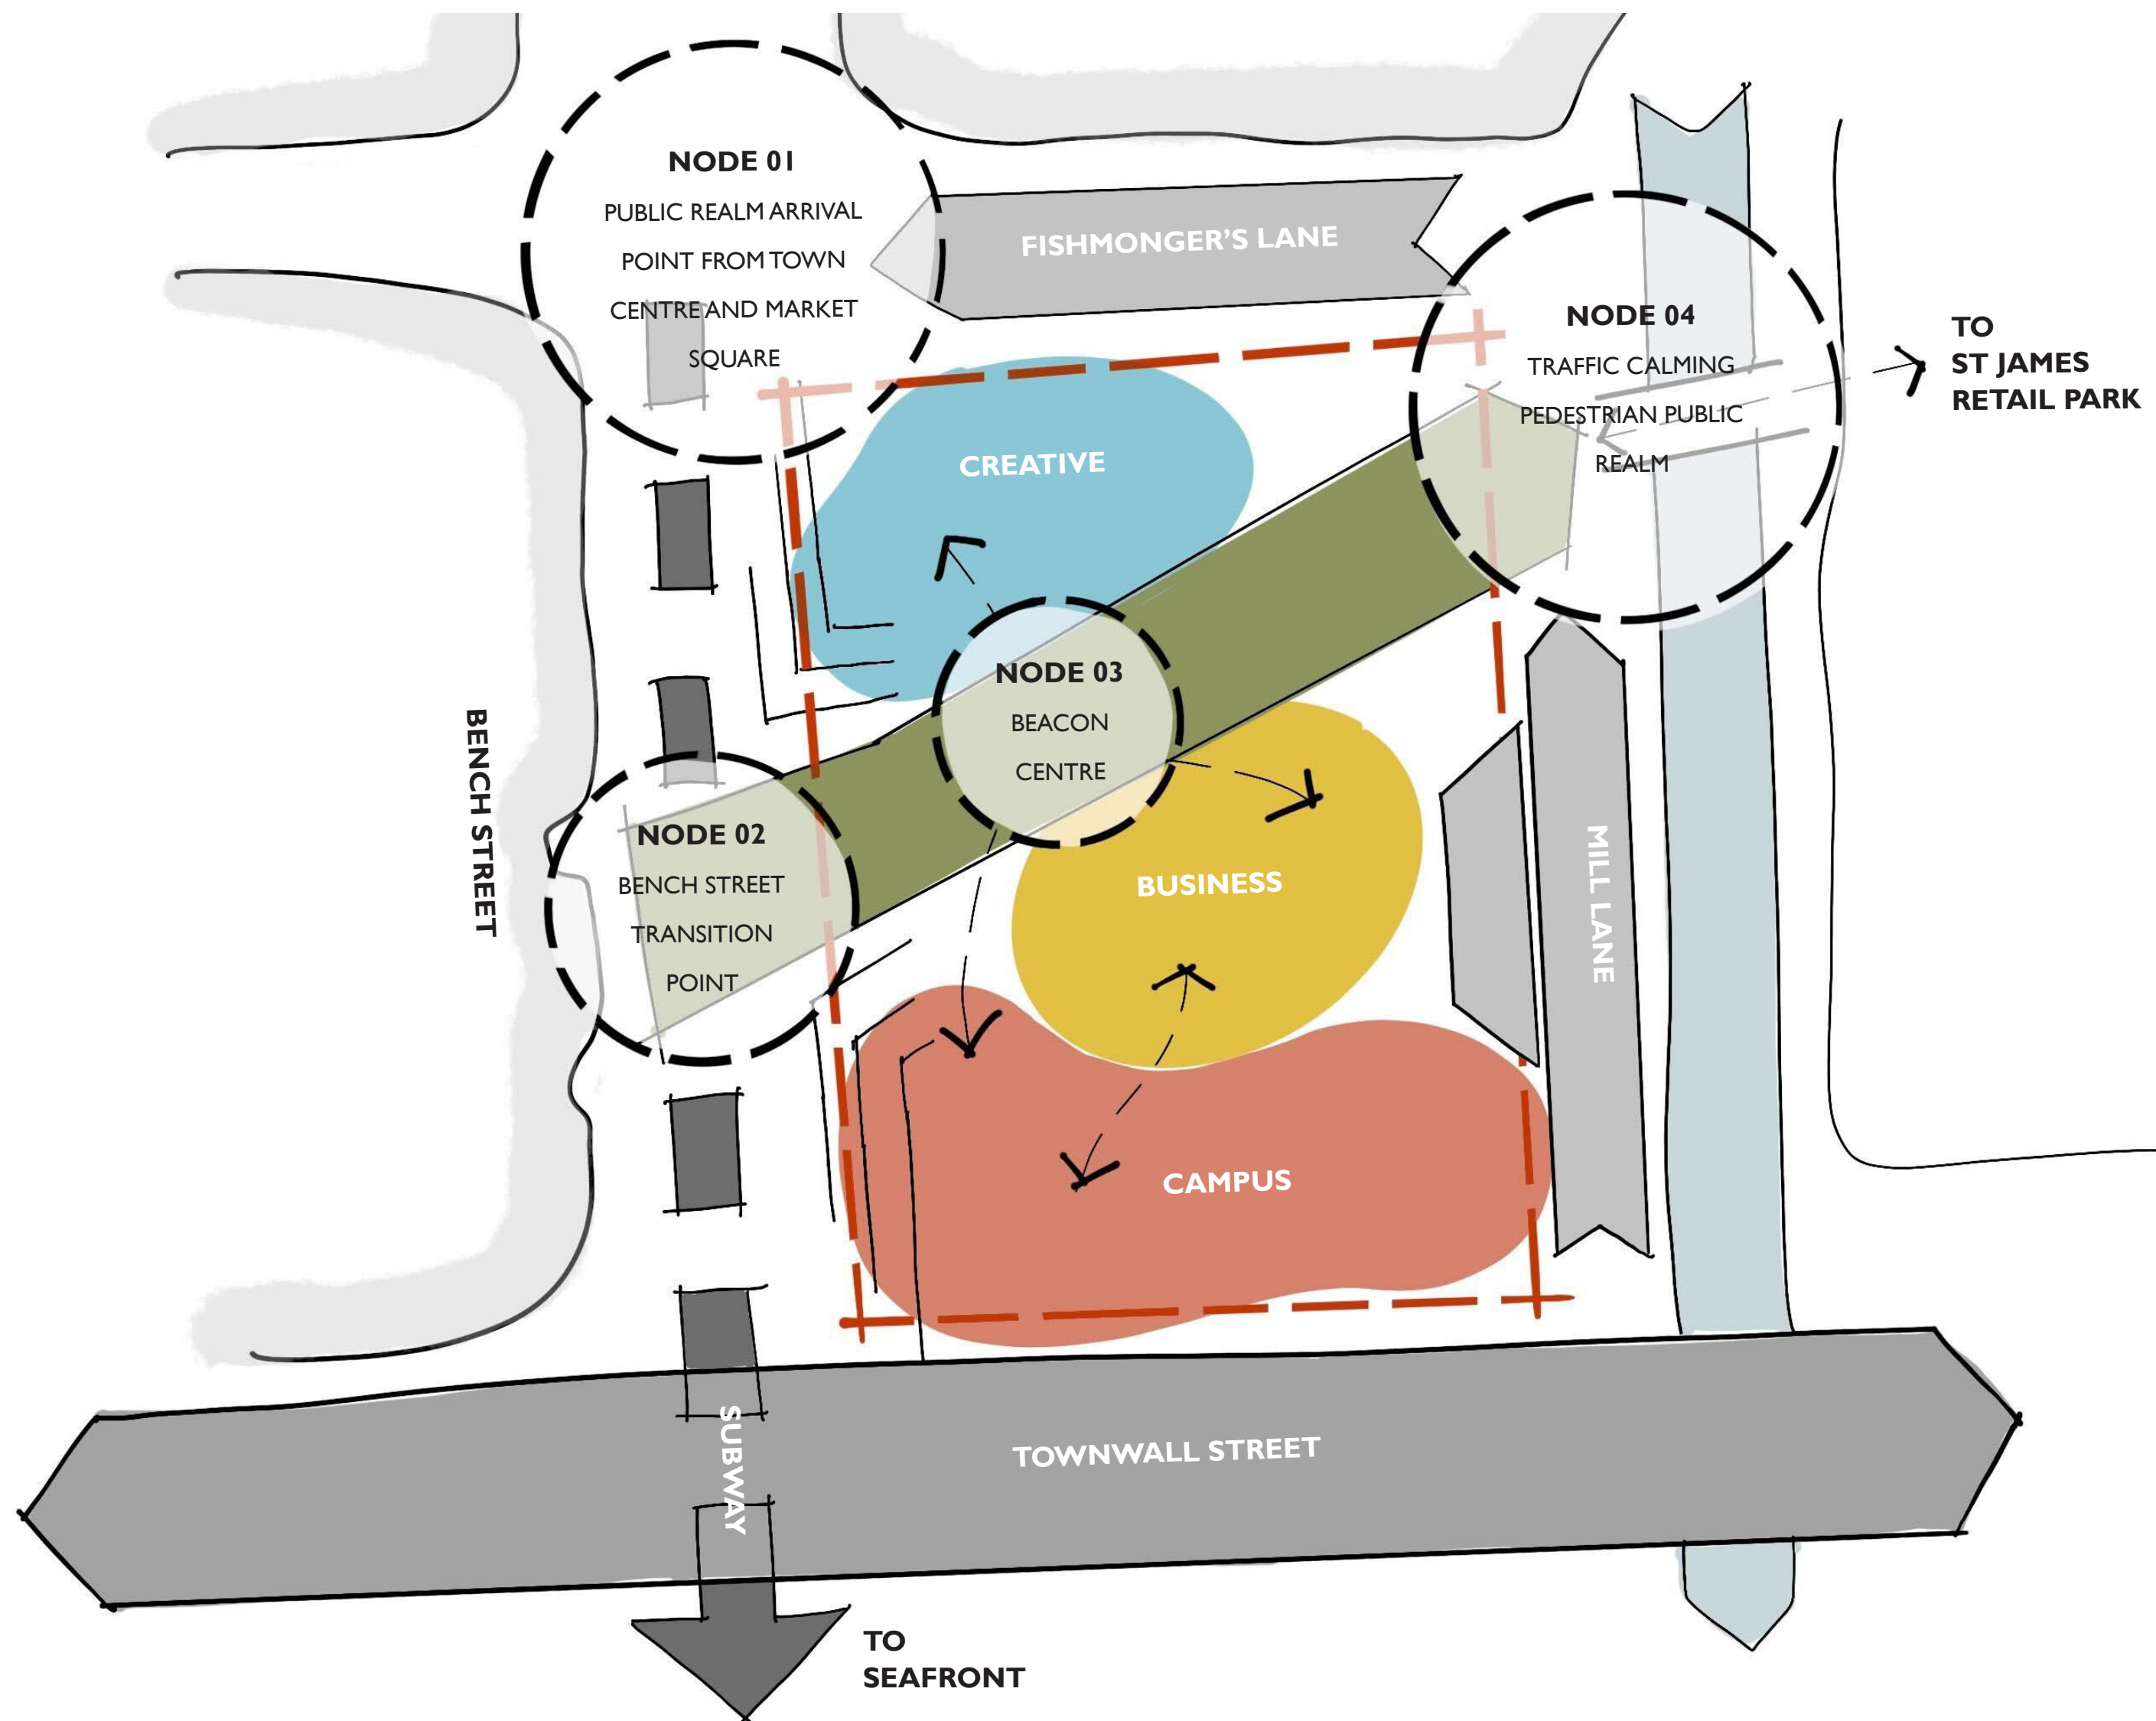 NODE 01
PUBLIC REALM ARRIVAL
POINT FROM TOWN
CENTRE AND MARKET
SQUARE
FISHMONGER'S LANE
NODE 04
TRAFFIC CALMING
PEDESTRIAN PUBLIC
REALM
TO
ST JAMES
RETAIL PARK
CREATIVE
NODE 03
BEACON
CENTRE
BENCH STREET
NODE 02
BENCH STREET
TRANSITION
POINT
BUSINESS
MILL LANE
CAMPUS
SUBWAY
TOWNWALL STREET
TO
SEAFRONT